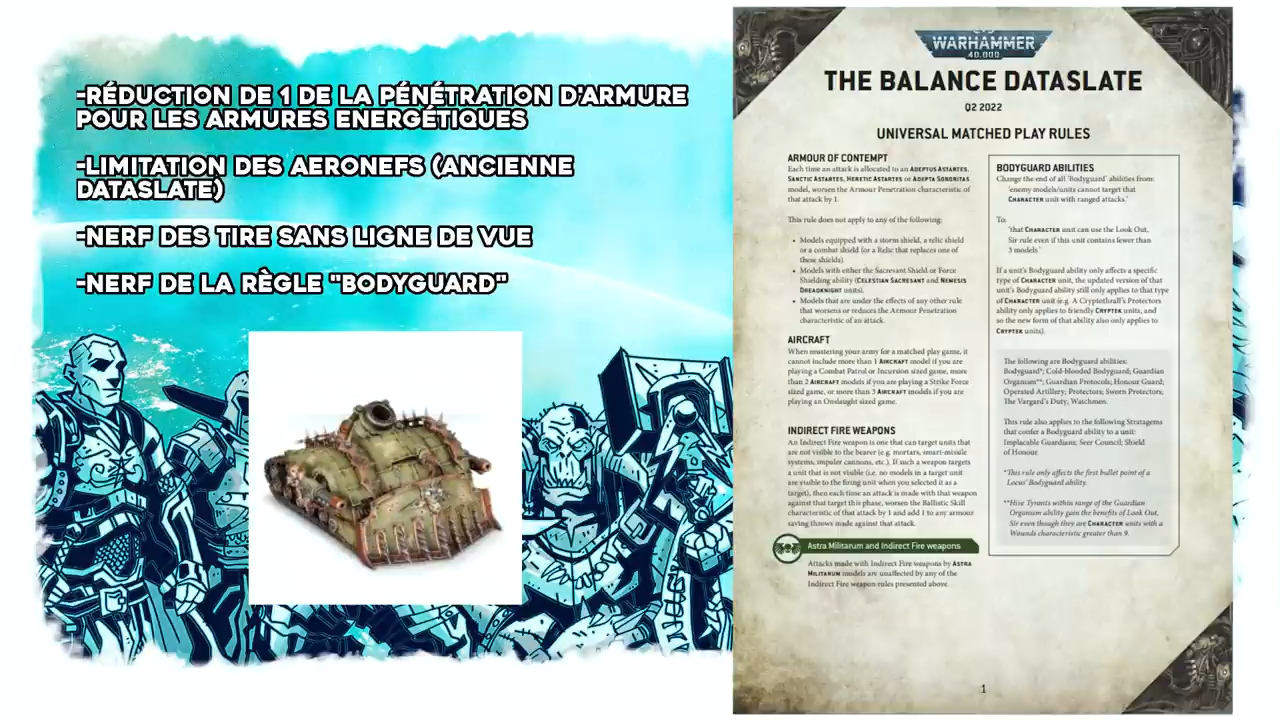 -RÉDUCTION DE 1 DE LA PÉNÉTRATION D'ARMURE
POUR LES ARMURES ENERGÉTIQUES
-LIMITATION DES AERONEFS (ANCIENNE
DATASLATE)
-NERF DES TIRE SANS LIGNE DE VUE
-NERF DE LA RÈGLE "BODYGUARD"
WARHAMMER
40,000
THE BALANCE DATASLATE
Q2 2022
UNIVERSAL MATCHED PLAY RULES
ARMOUR OF CONTEMPT
Each time an attack is allocated to an ADEPTUS ASTARTES,
SANCTIC ASTARTES, HERETIC ASTARTES or ADEPTA SORORITAS
model, worsen the Armour Penetration characteristic of
that attack by 1.
This rule does not apply to any of the following:
• Models equipped with a storm shield, a relic shield
or a combat shield (or a Relic that replaces one of
these shields).
• Models with either the Sacresant Shield or Force
Shielding ability (CELESTIAN SACRESANT and NEMESIS
DREADKNIGHT units).
• Models that are under the effects of any other rule
that worsens or reduces the Armour Penetration
characteristic of an attack.
AIRCRAFT
When mustering your army for a matched play game, it
cannot include more than 1 AIRCRAFT model if you are
playing a Combat Patrol or Incursion sized game, more
than 2 AIRCRAFT models if you are playing a Strike Force
sized game, or more than 3 AIRCRAFT models if you are
playing an Onslaught sized game.
INDIRECT FIRE WEAPONS
An Indirect Fire weapon is one that can target units that
are not visible to the bearer (e.g. mortars, smart-missile
systems, impaler cannons, etc.). If such a weapon targets
a unit that is not visible (i.e. no models in a target unit
are visible to the firing unit when you selected it as a
target), then each time an attack is made with that weapon
against that target this phase, worsen the Ballistic Skill
characteristic of that attack by 1 and add 1 to any armour
saving throws made against that attack.
Astra Militarum and Indirect Fire weapons
Attacks made with Indirect Fire weapons by ASTRA
MILITARUM models are unaffected by any of the
Indirect Fire weapon rules presented above.
BODYGUARD ABILITIES
Change the end of all 'Bodyguard' abilities from:
'enemy models/units cannot target that
CHARACTER unit with ranged attacks.'
To:
'that CHARACTER unit can use the Look Out,
Sir rule even if this unit contains fewer than
3 models.'
If a unit's Bodyguard ability only affects a specific
type of CHARACTER unit, the updated version of that
unit's Bodyguard ability still only applies to that type
of CHARACTER unit (e.g. A Cryptothrall's Protectors
ability only applies to friendly CRYPTEK units, and
so the new form of that ability also only applies to
CRYPTEK units).
The following are Bodyguard abilities:
Bodyguard*; Cold-blooded Bodyguard; Guardian
Organism**; Guardian Protocols; Honour Guard;
Operated Artillery; Protectors; Sworn Protectors;
The Vargard's Duty; Watchmen.
This rule also applies to the following Stratagems
that confer a Bodyguard ability to a unit:
Implacable Guardians; Seer Council; Shield
of Honour.
*This rule only affects the first bullet point of a
Locus' Bodyguard ability.
**Hive Tyrants within range of the Guardian
Organism ability gain the benefits of Look Out,
Sir even though they are CHARACTER units with a
Wounds characteristic greater than 9.
1